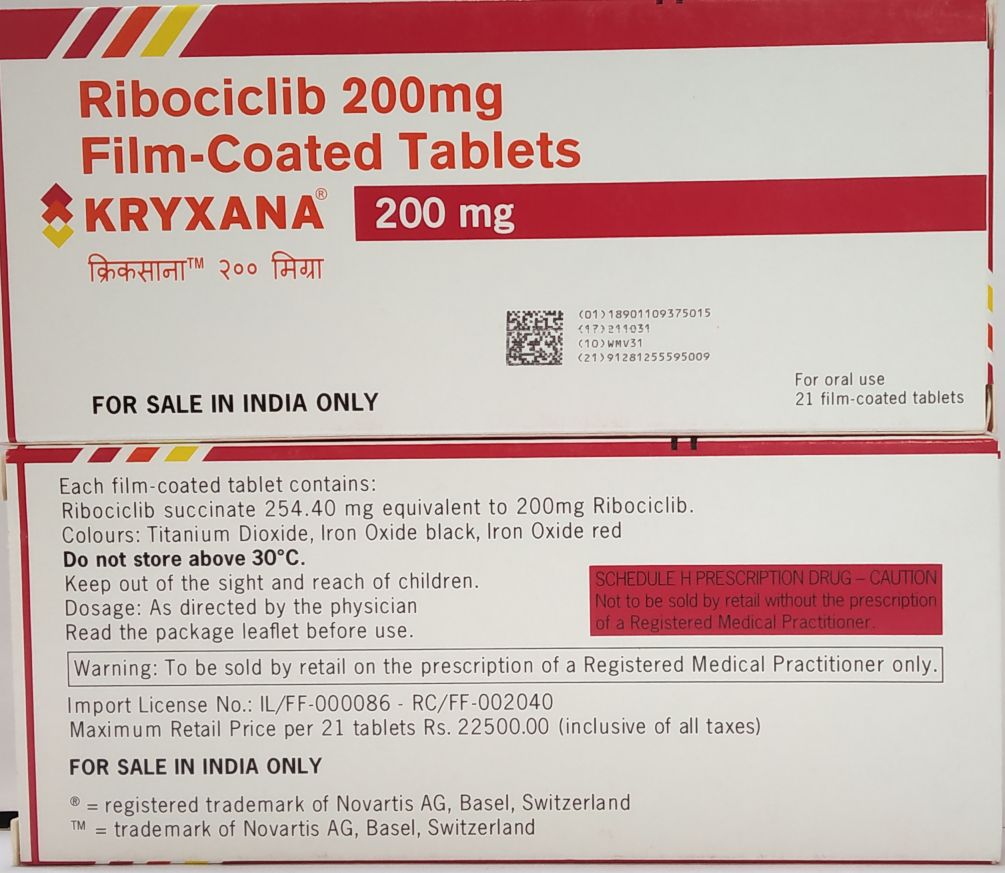 Ribociclib 200mg
Film-Coated Tablets
KRYXANA® 200 mg
क्रिकसाना™ २०० मिग्रा
(01)18901109375015
(17)211031
(10)WMV31
(21)91281255595009
For oral use
21 film-coated tablets
FOR SALE IN INDIA ONLY
Each film-coated tablet contains:
Ribociclib succinate 254.40 mg equivalent to 200mg Ribociclib.
Colours: Titanium Dioxide, Iron Oxide black, Iron Oxide red
Do not store above 30°C.
Keep out of the sight and reach of children.
Dosage: As directed by the physician
Read the package leaflet before use.
SCHEDULE H PRESCRIPTION DRUG – CAUTION
Not to be sold by retail without the prescription
of a Registered Medical Practitioner.
Warning: To be sold by retail on the prescription of a Registered Medical Practitioner only.
Import License No.: IL/FF-000086 - RC/FF-002040
Maximum Retail Price per 21 tablets Rs. 22500.00 (inclusive of all taxes)
FOR SALE IN INDIA ONLY
® = registered trademark of Novartis AG, Basel, Switzerland
™ = trademark of Novartis AG, Basel, Switzerland